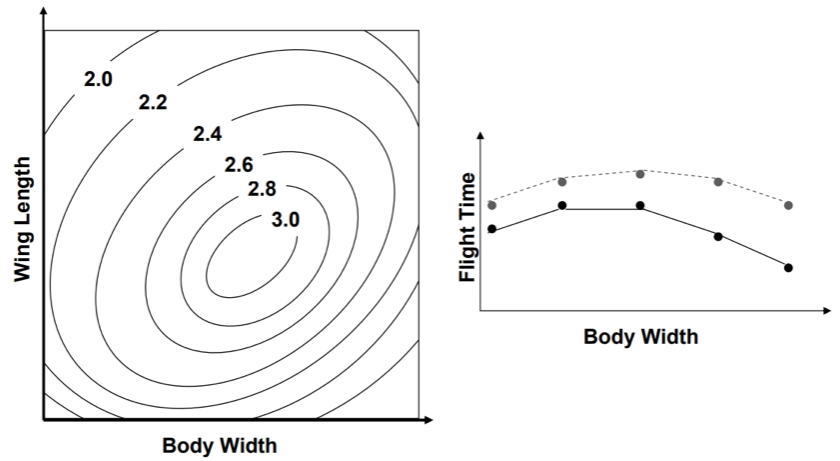 2.0
2.2
2.4
2.6
2.8
3.0
Wing Length
Body Width
Flight Time
Body Width